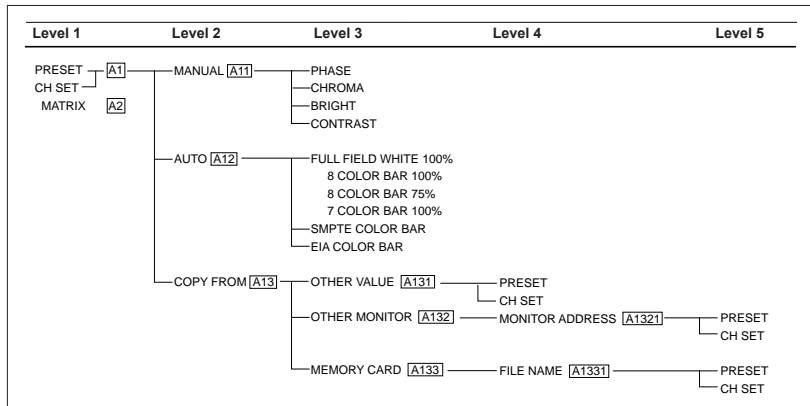 Level 1 Level 2 Level 3 Level 4 Level 5
PRESET A1 MANUAL A11 PHASE
CH SET CHROMA
MATRIX A2 BRIGHT
CONTRAST
AUTO A12 FULL FIELD WHITE 100%
8 COLOR BAR 100%
8 COLOR BAR 75%
7 COLOR BAR 100%
SMPTE COLOR BAR
EIA COLOR BAR
COPY FROM A13 OTHER VALUE A131 PRESET
CH SET
OTHER MONITOR A132 MONITOR ADDRESS A1321 PRESET
CH SET
MEMORY CARD A133 FILE NAME A1331 PRESET
CH SET